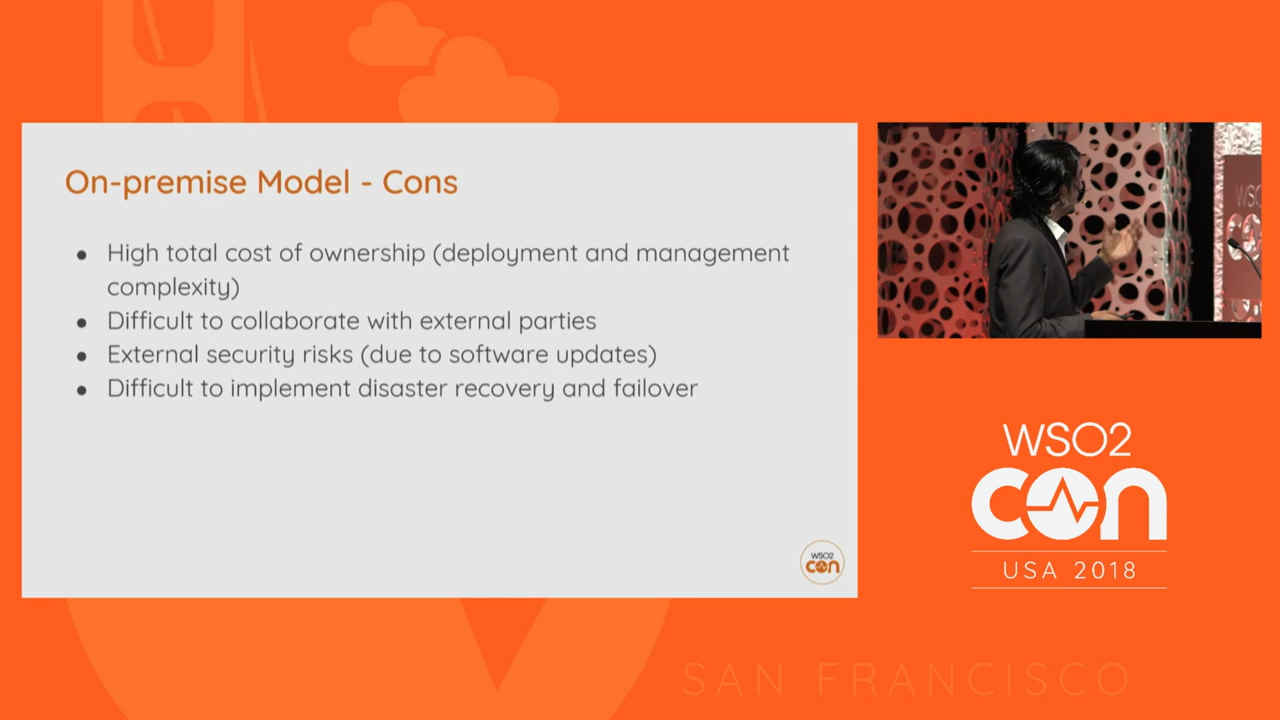 On-premise Model - Cons
● High total cost of ownership (deployment and management
complexity)
● Difficult to collaborate with external parties
● External security risks (due to software updates)
● Difficult to implement disaster recovery and failover
WSO2
con
WSO2
con
USA 2018
SAN FRANCISCO